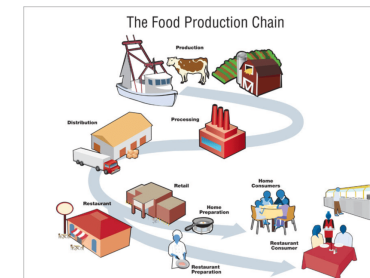 The Food Production Chain
Production
Distribution
Processing
Retail
Home
Consumers
Restaurant
Home
Preparation
Restaurant
Consumer
Restaurant
Preparation